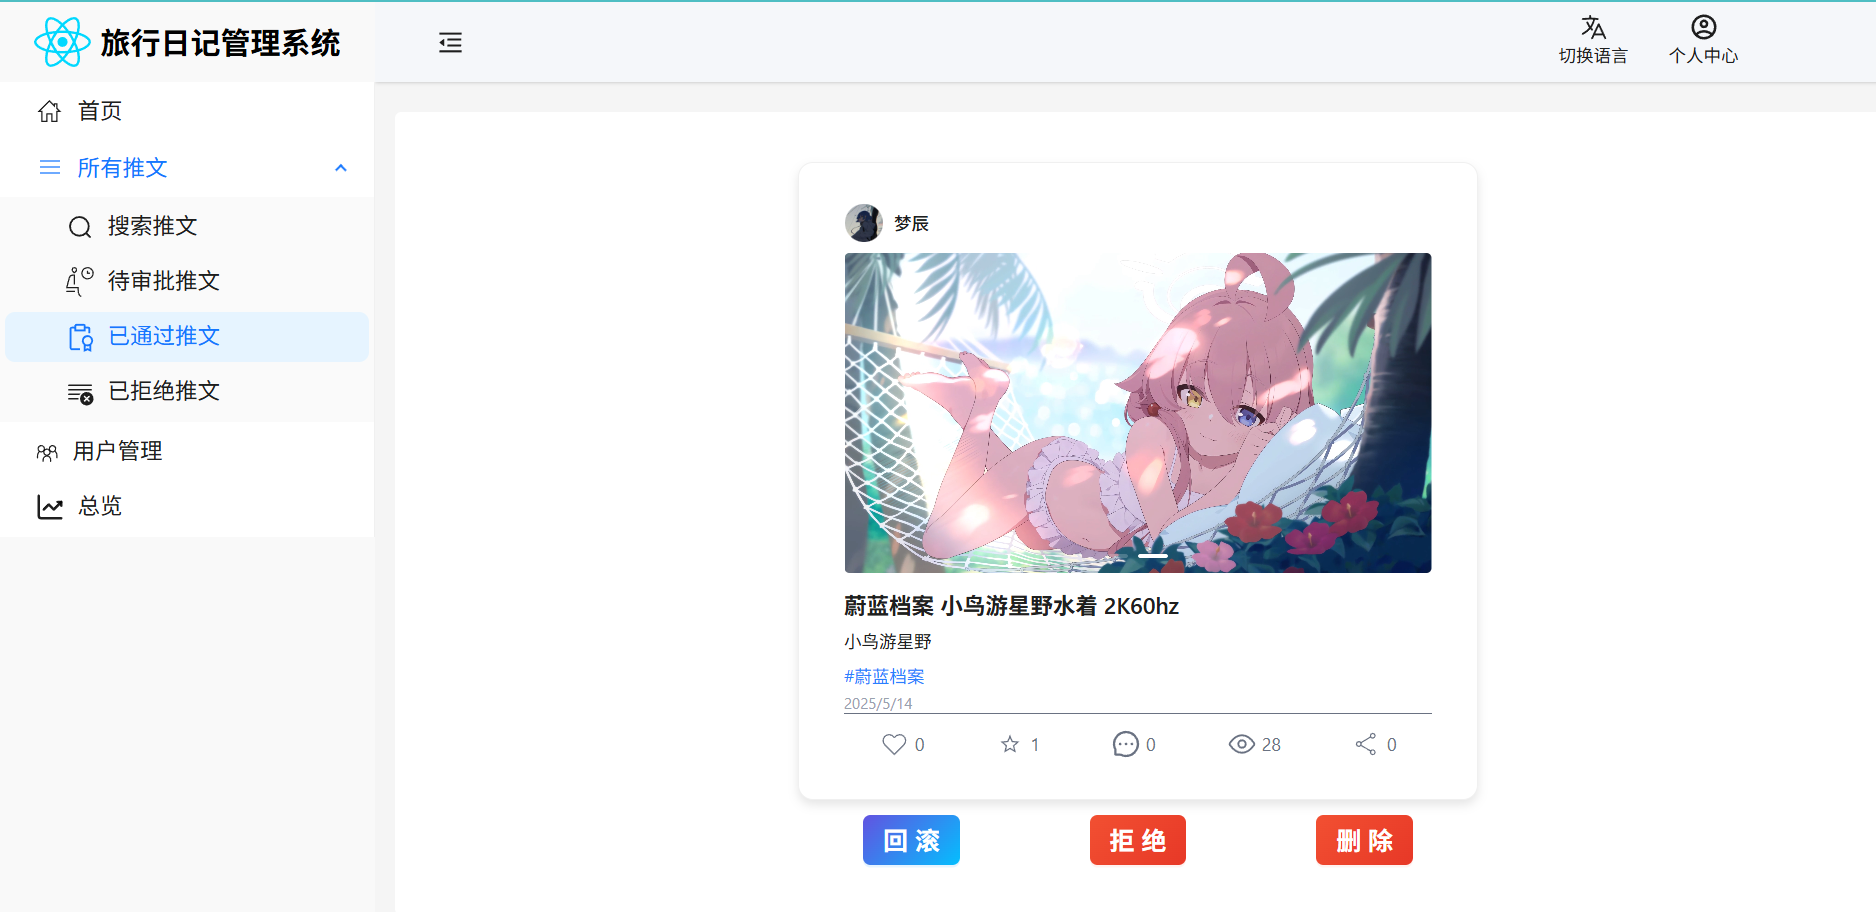 旅行日记管理系统
切换语言
个人中心
首页
所有推文
搜索推文
待审批推文
已通过推文
已拒绝推文
用户管理
总览
梦辰
蔚蓝档案 小鸟游星野水着 2K60hz
小鸟游星野
#蔚蓝档案
2025/5/14
0
1
0
28
0
回 滚
拒 绝
删 除